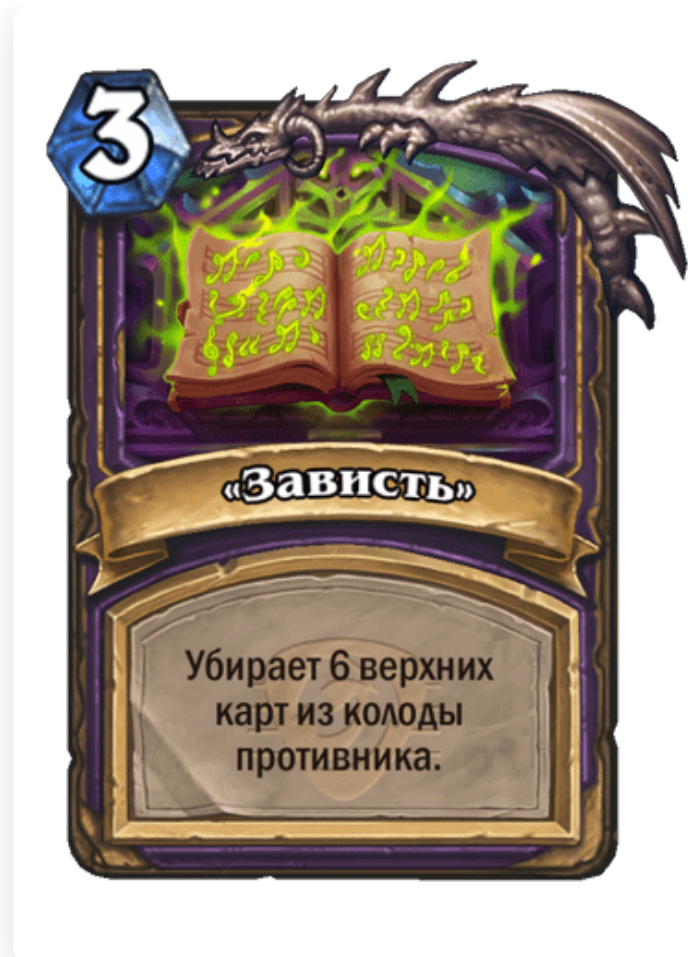 3
«Зависть»
Убирает 6 верхних
карт из колоды
противника.